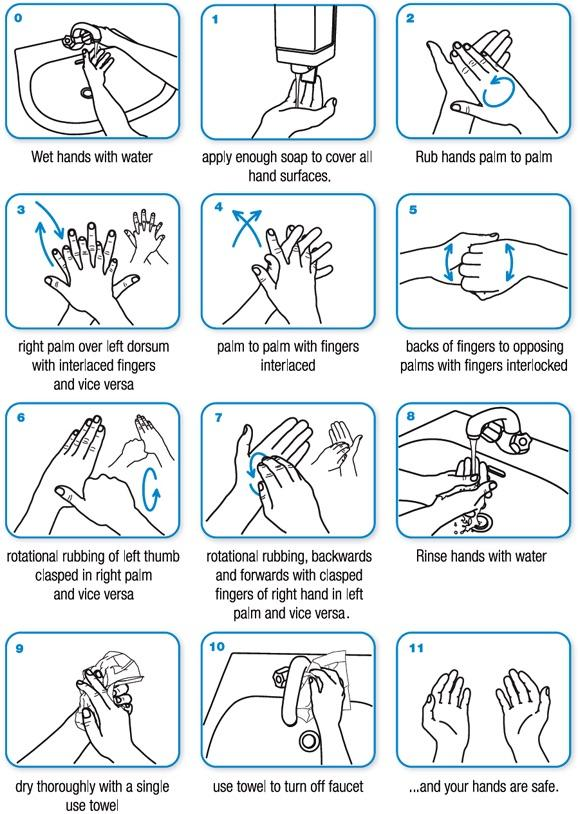 0
Wet hands with water
1
apply enough soap to cover all
hand surfaces.
2
Rub hands palm to palm
3
right palm over left dorsum
with interlaced fingers
and vice versa
4
palm to palm with fingers
interlaced
5
backs of fingers to opposing
palms with fingers interlocked
6
rotational rubbing of left thumb
clasped in right palm
and vice versa
7
rotational rubbing, backwards
and forwards with clasped
fingers of right hand in left
palm and vice versa.
8
Rinse hands with water
9
dry thoroughly with a single
use towel
10
use towel to turn off faucet
11
...and your hands are safe.